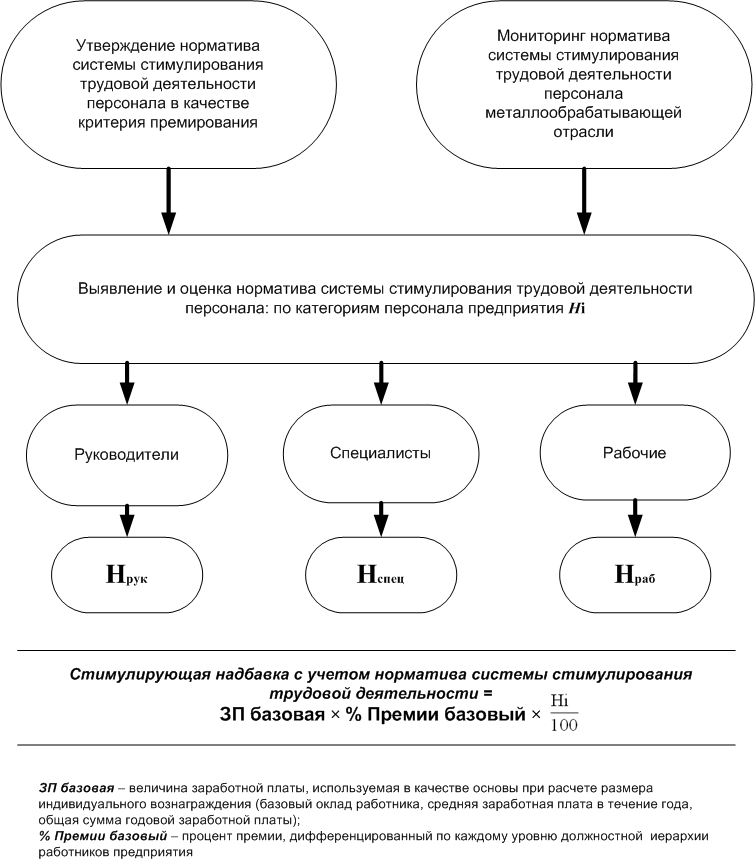 Утверждение норматива
системы стимулирования
трудовой деятельности
персонала в качестве
критерия премирования
Мониторинг норматива
системы стимулирования
трудовой деятельности
персонала
металлообрабатывающей
отрасли
Выявление и оценка норматива системы стимулирования трудовой деятельности
персонала: по категориям персонала предприятия Hi
Руководители
Специалисты
Рабочие
Нрук
Нспец
Нраб
Стимулирующая надбавка с учетом норматива системы стимулирования
трудовой деятельности =
ЗП базовая × % Премии базовый × Hi/100
ЗП базовая – величина заработной платы, используемая в качестве основы при расчете размера
индивидуального вознаграждения (базовый оклад работника, средняя заработная плата в течение года,
общая сумма годовой заработной платы);
% Премии базовый – процент премии, дифференцированный по каждому уровню должностной иерархии
работников предприятия